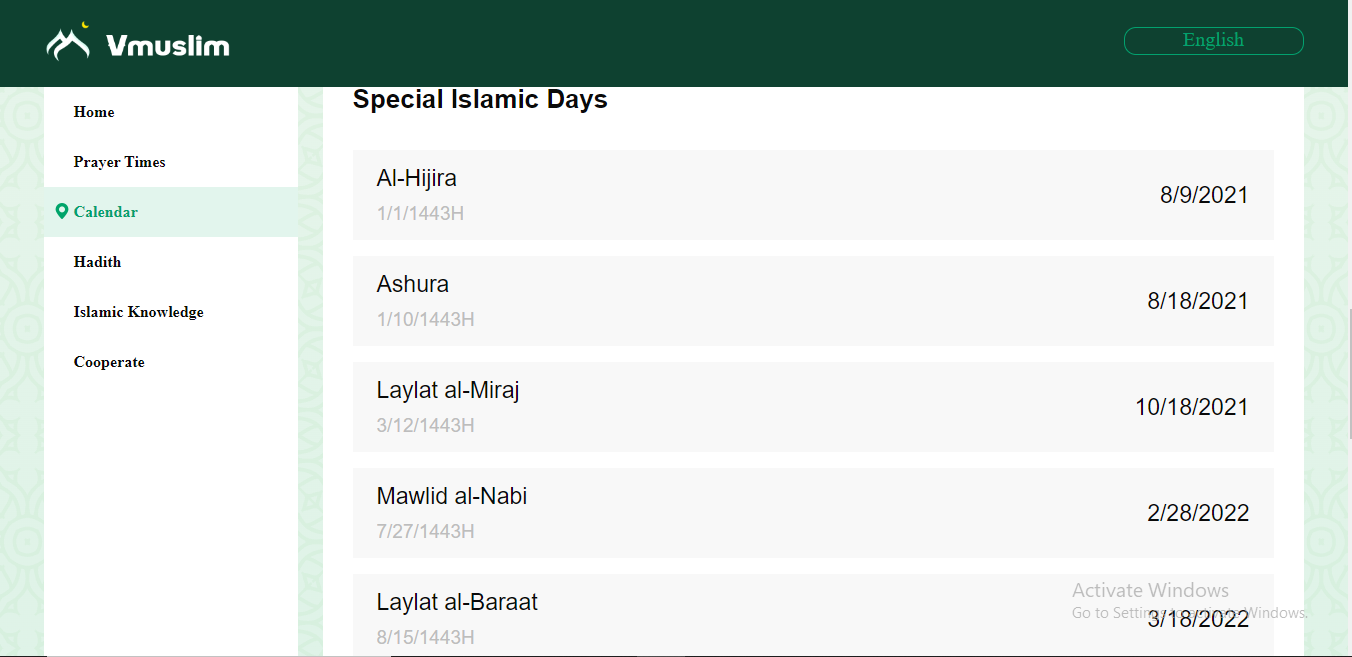 Vmuslim
English
Home
Prayer Times
Calendar
Hadith
Islamic Knowledge
Cooperate
Special Islamic Days
Al-Hijira
1/1/1443H
8/9/2021
Ashura
1/10/1443H
8/18/2021
Laylat al-Miraj
3/12/1443H
10/18/2021
Mawlid al-Nabi
7/27/1443H
2/28/2022
Laylat al-Baraat
8/15/1443H
3/18/2022
Activate Windows
Go to Settings to activate Windows.